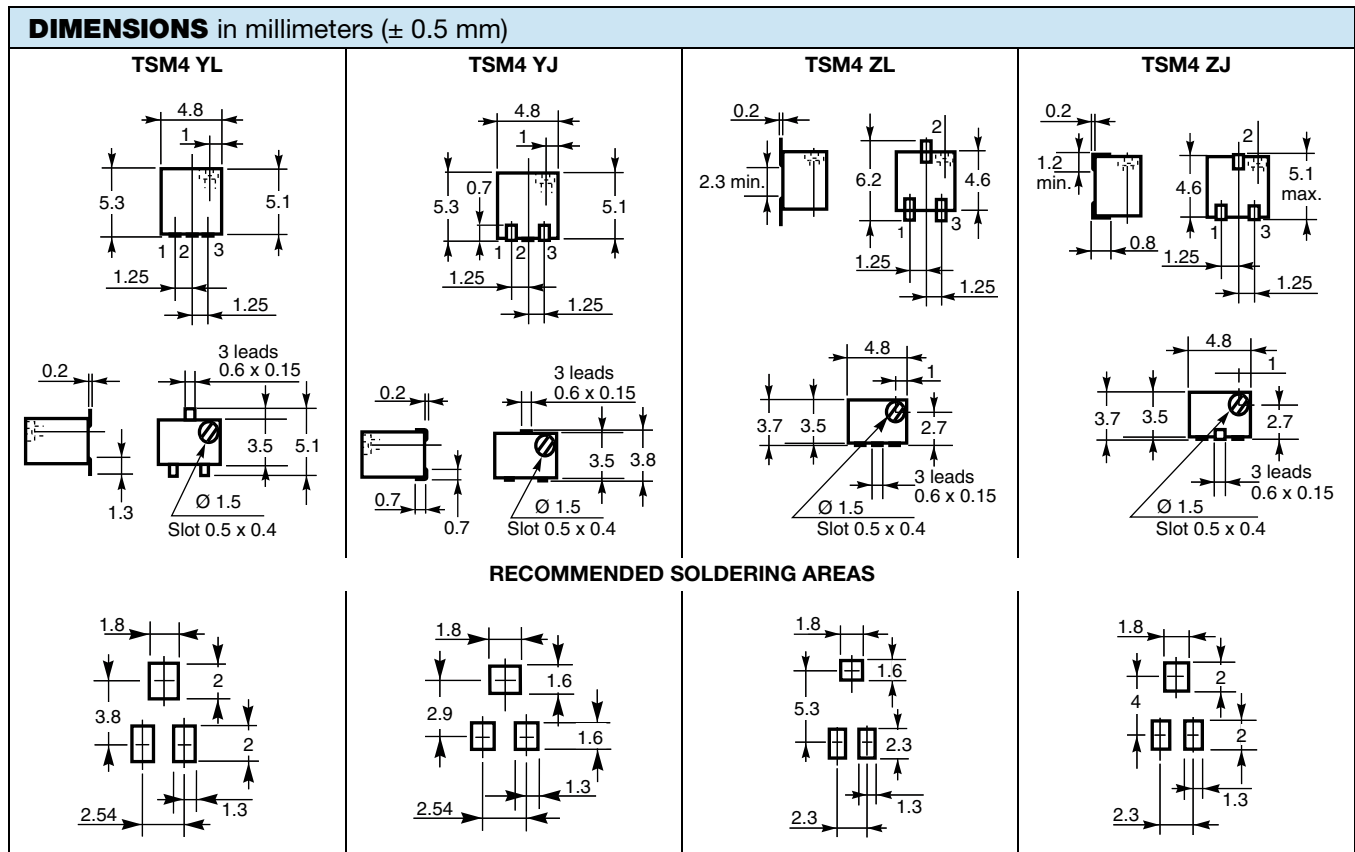 DIMENSIONS in millimeters (± 0.5 mm)
TSM4 YL
4.8
1
5.3
5.1
1 2 3
1.25
1.25
3 leads
0.6 x 0.15
0.2
3.5
5.1
1.3
Ø 1.5
Slot 0.5 x 0.4
TSM4 YJ
4.8
1
0.7
5.3
5.1
1 2 3
1.25
1.25
3 leads
0.6 x 0.15
0.2
3.5
3.8
0.7
0.7
Ø 1.5
Slot 0.5 x 0.4
TSM4 ZL
0.2
2
2.3 min.
6.2
4.6
1
3
1.25
1.25
4.8
1
3.7
3.5
2.7
3 leads
0.6 x 0.15
Ø 1.5
Slot 0.5 x 0.4
TSM4 ZJ
0.2
2
1.2
min.
4.6
5.1
max.
1
3
0.8
1.25
1.25
4.8
1
3.7
3.5
2.7
3 leads
0.6 x 0.15
Ø 1.5
Slot 0.5 x 0.4
RECOMMENDED SOLDERING AREAS
1.8
2
3.8
2
1.3
2.54
1.8
1.6
2.9
1.6
1.3
2.54
1.8
1.6
5.3
2.3
1.3
2.3
1.8
2
4
2
1.3
2.3